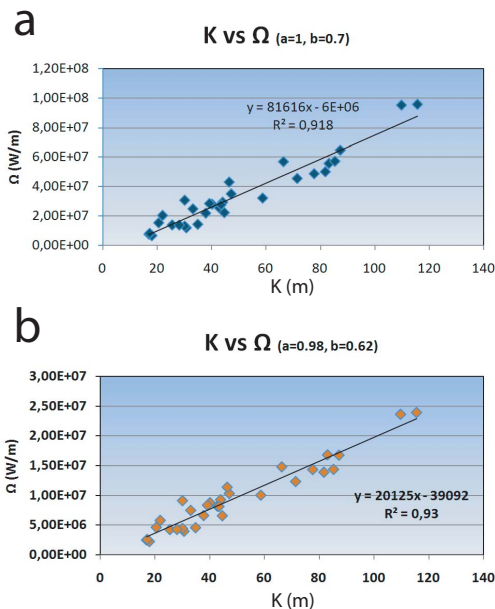 a
K vs Ω (a=1, b=0.7)
1,20E+08
1,00E+08
8,00E+07
6,00E+07
4,00E+07
2,00E+07
0,00E+00
Ω (W/m)
y = 81616x - 6E+06
R² = 0,918
0 20 40 60 80 100 120 140
K (m)
b
K vs Ω (a=0.98, b=0.62)
3,00E+07
2,50E+07
2,00E+07
1,50E+07
1,00E+07
5,00E+06
0,00E+00
Ω (W/m)
y = 20125x - 39092
R² = 0,93
0 20 40 60 80 100 120 140
K (m)